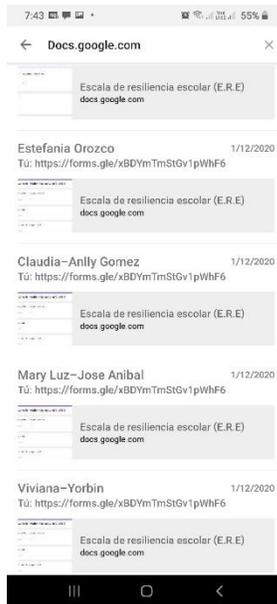 7:43
55%
Docs.google.com
Escala de resiliencia escolar (E.R.E)
docs.google.com
Estefania Orozco 1/12/2020
Tú: https://forms.gle/xBDYmTmStGv1pWhF6
Escala de resiliencia escolar (E.R.E)
docs.google.com
Claudia-Anlly Gomez 1/12/2020
Tú: https://forms.gle/xBDYmTmStGv1pWhF6
Escala de resiliencia escolar (E.R.E)
docs.google.com
Mary Luz-Jose Anibal 1/12/2020
Tú: https://forms.gle/xBDYmTmStGv1pWhF6
Escala de resiliencia escolar (E.R.E)
docs.google.com
Viviana-Yorbin 1/12/2020
Tú: https://forms.gle/xBDYmTmStGv1pWhF6
Escala de resiliencia escolar (E.R.E)
docs.google.com